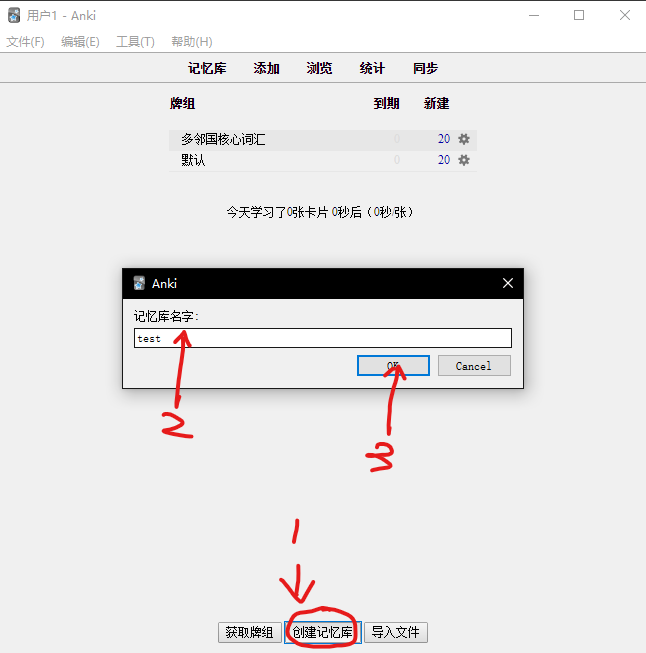 用户1 - Anki
文件(F) 编辑(E) 工具(T) 帮助(H)
记忆库 添加 浏览 统计 同步
牌组 到期 新建
多邻国核心词汇 0 20
默认 0 20
今天学习了0张卡片 0秒后（0秒/张）
Anki
记忆库名字:
test
OK Cancel
2
3
1
获取牌组 创建记忆库 导入文件